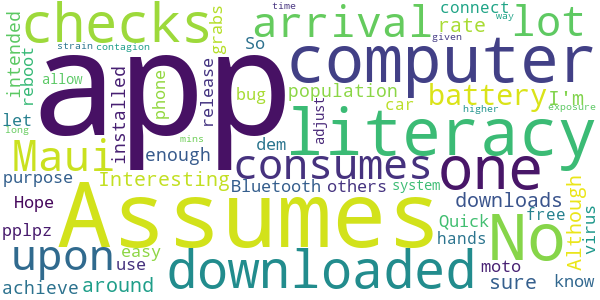 time
checks arrival lot connect way
strain contagion
intended reboot let grabs rate given
allow
app computer
installed phone release bug population I'm car
adjust
Assumes literacy battery
Maui consumes one No
enough dem Although
higher exposure
purpose Interesting Bluetooth others system downloads
long mins
Hope Quick free virus
pplpz upon easy downloaded hands
So
achieve around use moto sure know